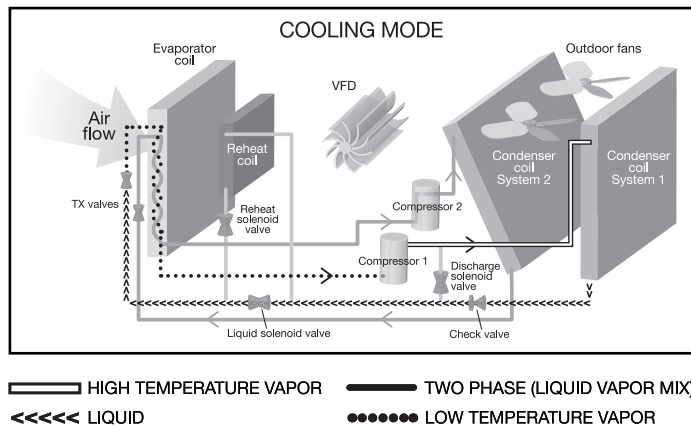 COOLING MODE
Evaporator
coil
Outdoor fans
VFD
Air
flow
Reheat
coil
Condenser
coil
System 2
Condenser
coil
System 1
TX valves
Reheat
solenoid
valve
Compressor 2
Compressor 1
Discharge
solenoid
valve
Liquid solenoid valve
Check valve
HIGH TEMPERATURE VAPOR
TWO PHASE (LIQUID VAPOR MIX)
LIQUID
LOW TEMPERATURE VAPOR